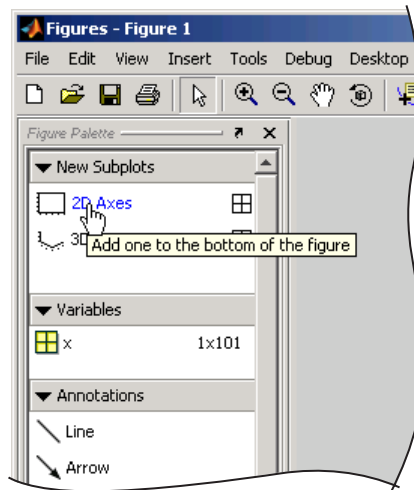 Figures - Figure 1
File Edit View Insert Tools Debug Desktop
Figure Palette
New Subplots
2D Axes
3D
Add one to the bottom of the figure
Variables
x 1x101
Annotations
Line
Arrow